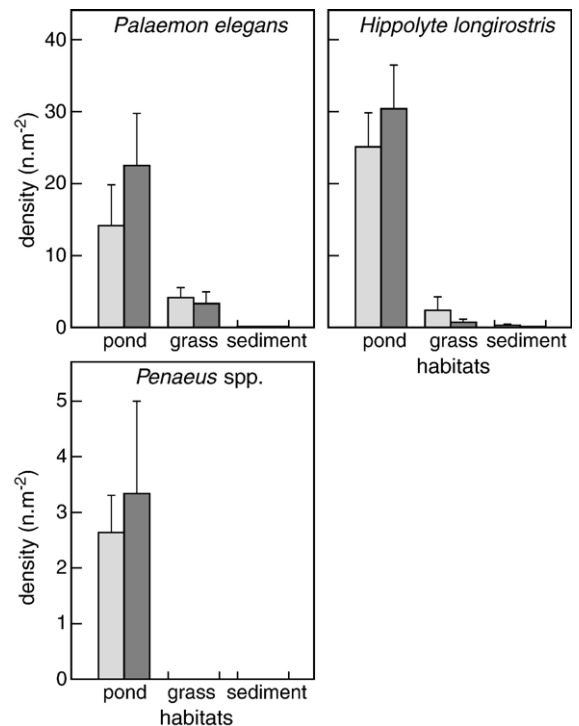 Palaemon elegans
Hippolyte longirostris
density (n.m-2)
40
30
20
10
0
pond grass sediment
pond grass sediment
habitats
Penaeus spp.
density (n.m-2)
5
4
3
2
1
0
pond grass sediment
habitats